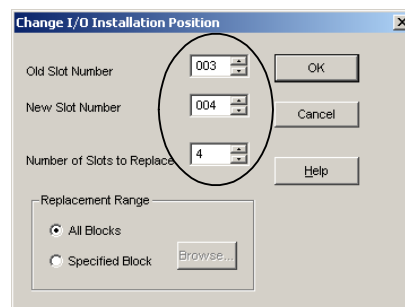 Change I/O Installation Position
Old Slot Number 003 OK
New Slot Number 004 Cancel
Number of Slots to Replace 4 Help
Replacement Range
All Blocks
Specified Block Browse...